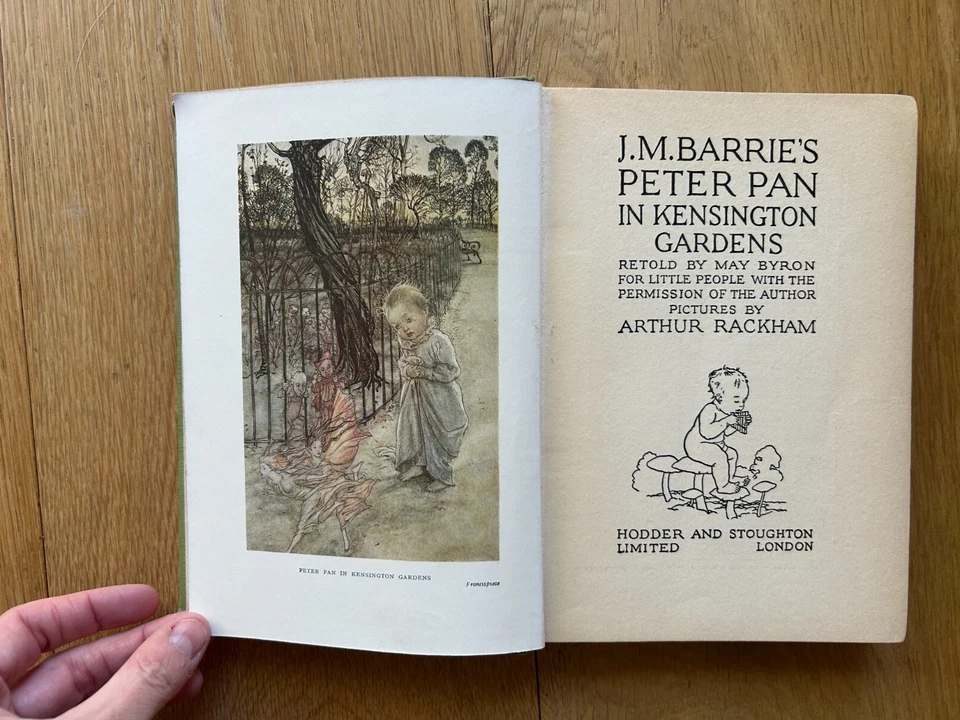 PETER PAN IN KENSINGTON GARDENS
Frontispiece
J.M.BARRIE'S
PETER PAN
IN KENSINGTON
GARDENS
RETOLD BY MAY BYRON
FOR LITTLE PEOPLE WITH THE
PERMISSION OF THE AUTHOR
PICTURES BY
ARTHUR RACKHAM
HODDER AND STOUGHTON
LIMITED LONDON